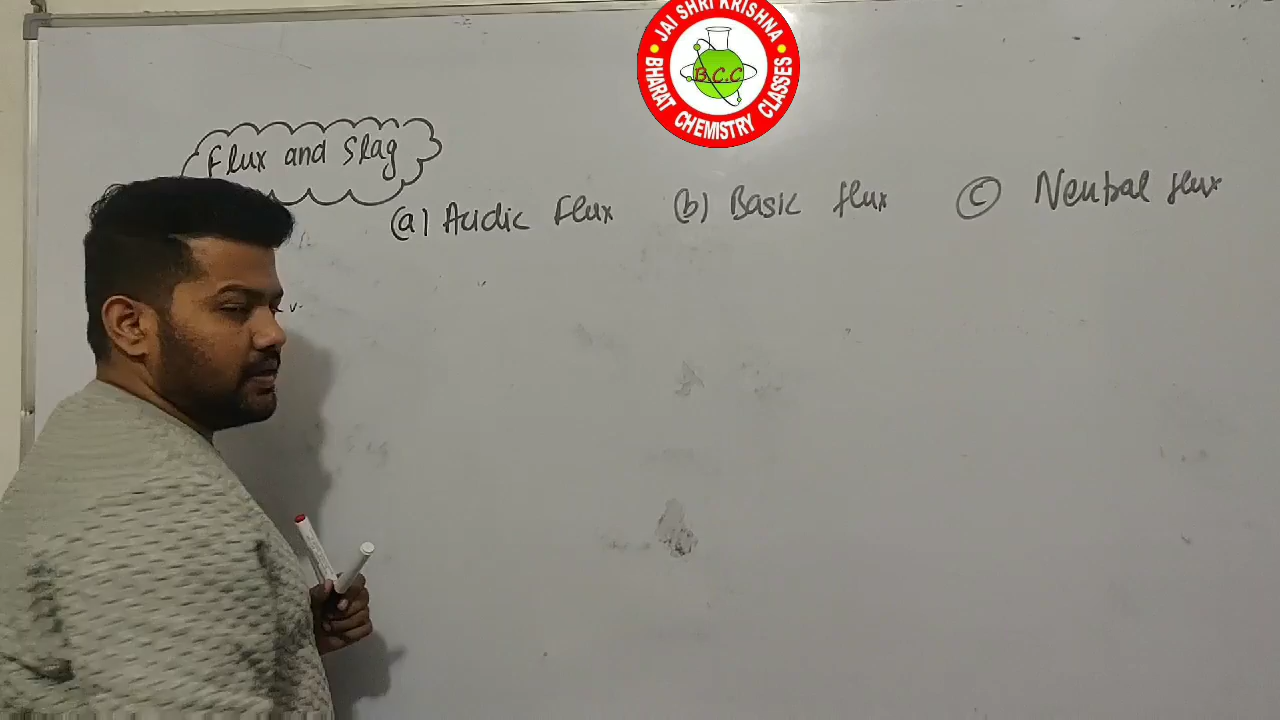 JAI SHRI KRISHNA
B.C.C
BHARAT CHEMISTRY CLASSES
Flux and Slag
(a) Acidic Flux (b) Basic flux (c) Neutral flux